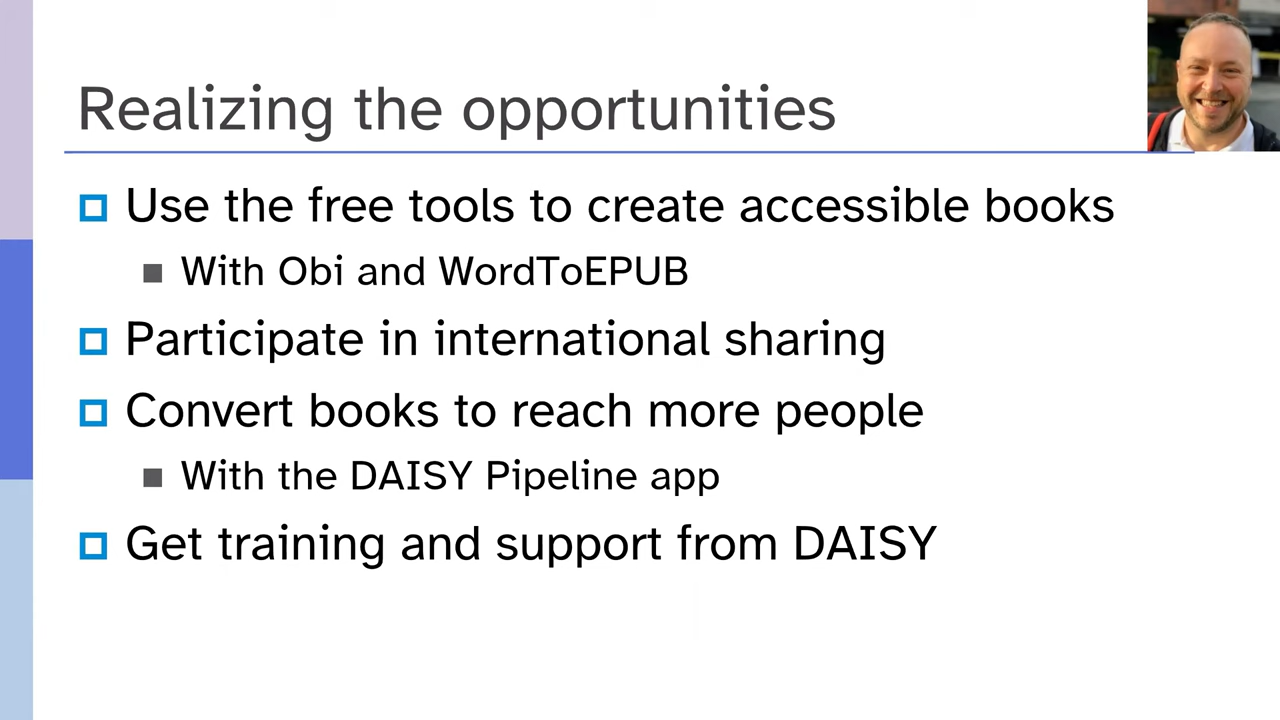 Realizing the opportunities
Use the free tools to create accessible books
With Obi and WordToEPUB
Participate in international sharing
Convert books to reach more people
With the DAISY Pipeline app
Get training and support from DAISY